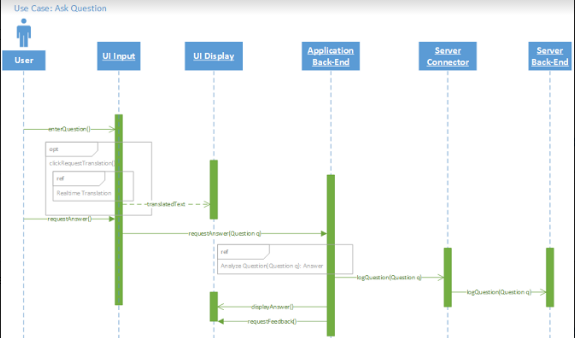 Use Case: Ask Question
User
UI Input
UI Display
Application
Back-End
Server
Connector
Server
Back-End
enterQuestion()
opt
clickRequestTranslation()
ref
Realtime Translation
translatedText
requestAnswer()
requestAnswer(Question q)
ref
Analyze Question(Question q): Answer
logQuestion(Question q)
logQuestion(Question q)
displayAnswer()
requestFeedback()